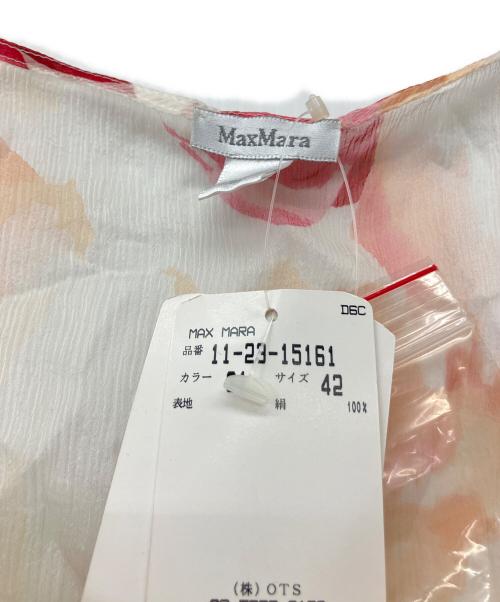 MaxMara
D6C
MAX MARA
品番 11-23-15161
カラー サイズ 42
表地 絹 100%
(株) OTS